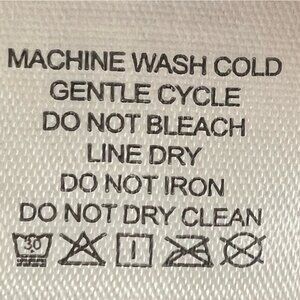 MACHINE WASH COLD
GENTLE CYCLE
DO NOT BLEACH
LINE DRY
DO NOT IRON
DO NOT DRY CLEAN
30